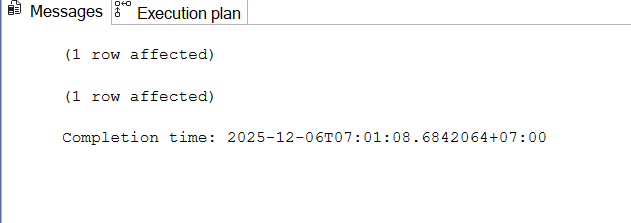 Messages Execution plan
(1 row affected)
(1 row affected)
Completion time: 2025-12-06T07:01:08.6842064+07:00